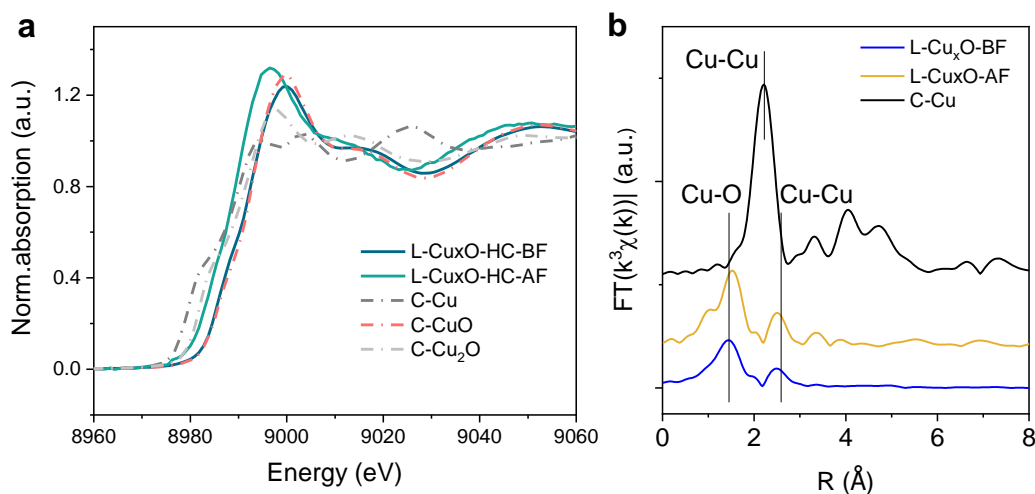 a
Norm.absorption (a.u.)
1.2
0.8
0.4
0.0
L-CuxO-HC-BF
L-CuxO-HC-AF
C-Cu
C-CuO
C-Cu₂O
8960 8980 9000 9020 9040 9060
Energy (eV)
b
FT(k³χ(k))| (a.u.)
Cu-Cu
L-CuₓO-BF
L-CuxO-AF
C-Cu
Cu-O
Cu-Cu
0 2 4 6 8
R (Å)